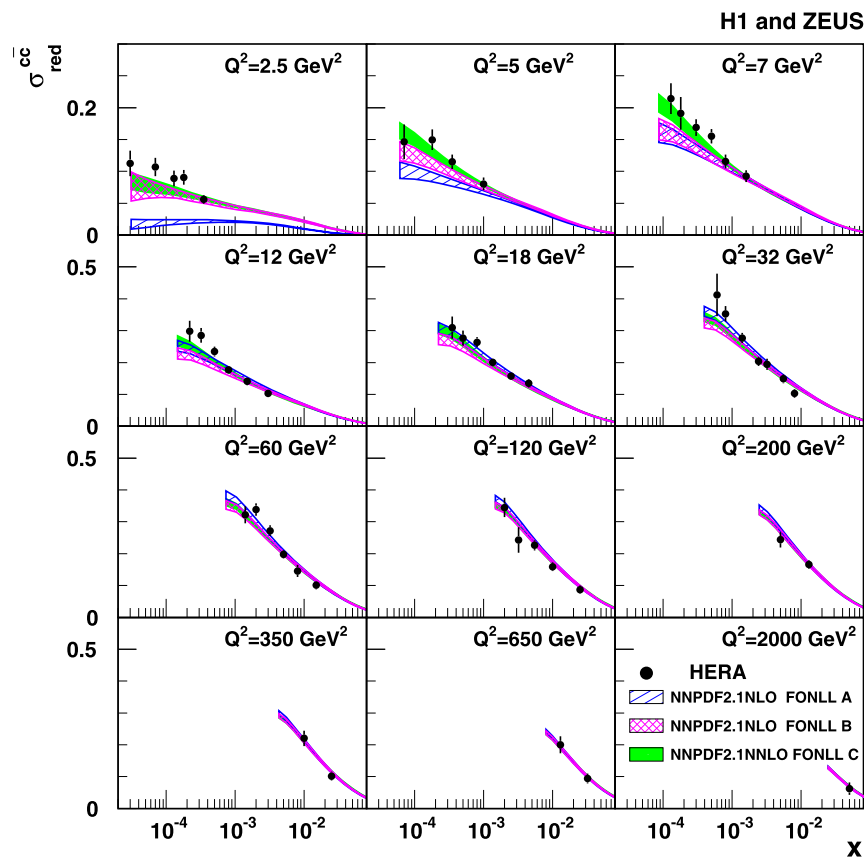 H1 and ZEUS
σ_red^{cc̄}
Q²=2.5 GeV²
Q²=5 GeV²
Q²=7 GeV²
0.2
0
Q²=12 GeV²
Q²=18 GeV²
Q²=32 GeV²
0.5
0
Q²=60 GeV²
Q²=120 GeV²
Q²=200 GeV²
0.5
0
Q²=350 GeV²
Q²=650 GeV²
Q²=2000 GeV²
0.5
HERA
NNPDF2.1NLO FONLL A
NNPDF2.1NLO FONLL B
NNPDF2.1NNLO FONLL C
0
10⁻⁴ 10⁻³ 10⁻² 10⁻⁴ 10⁻³ 10⁻² 10⁻⁴ 10⁻³ 10⁻²
x